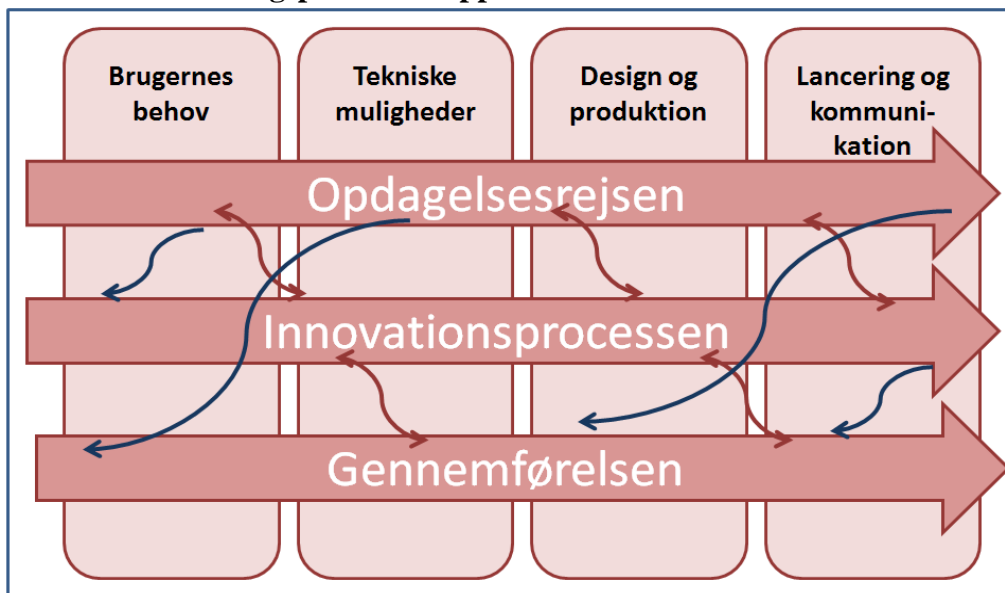 Brugernes
behov
Tekniske
muligheder
Design og
produktion
Lancering og
kommuni-
kation
Opdagelsesrejsen
Innovationsprocessen
Gennemførelsen